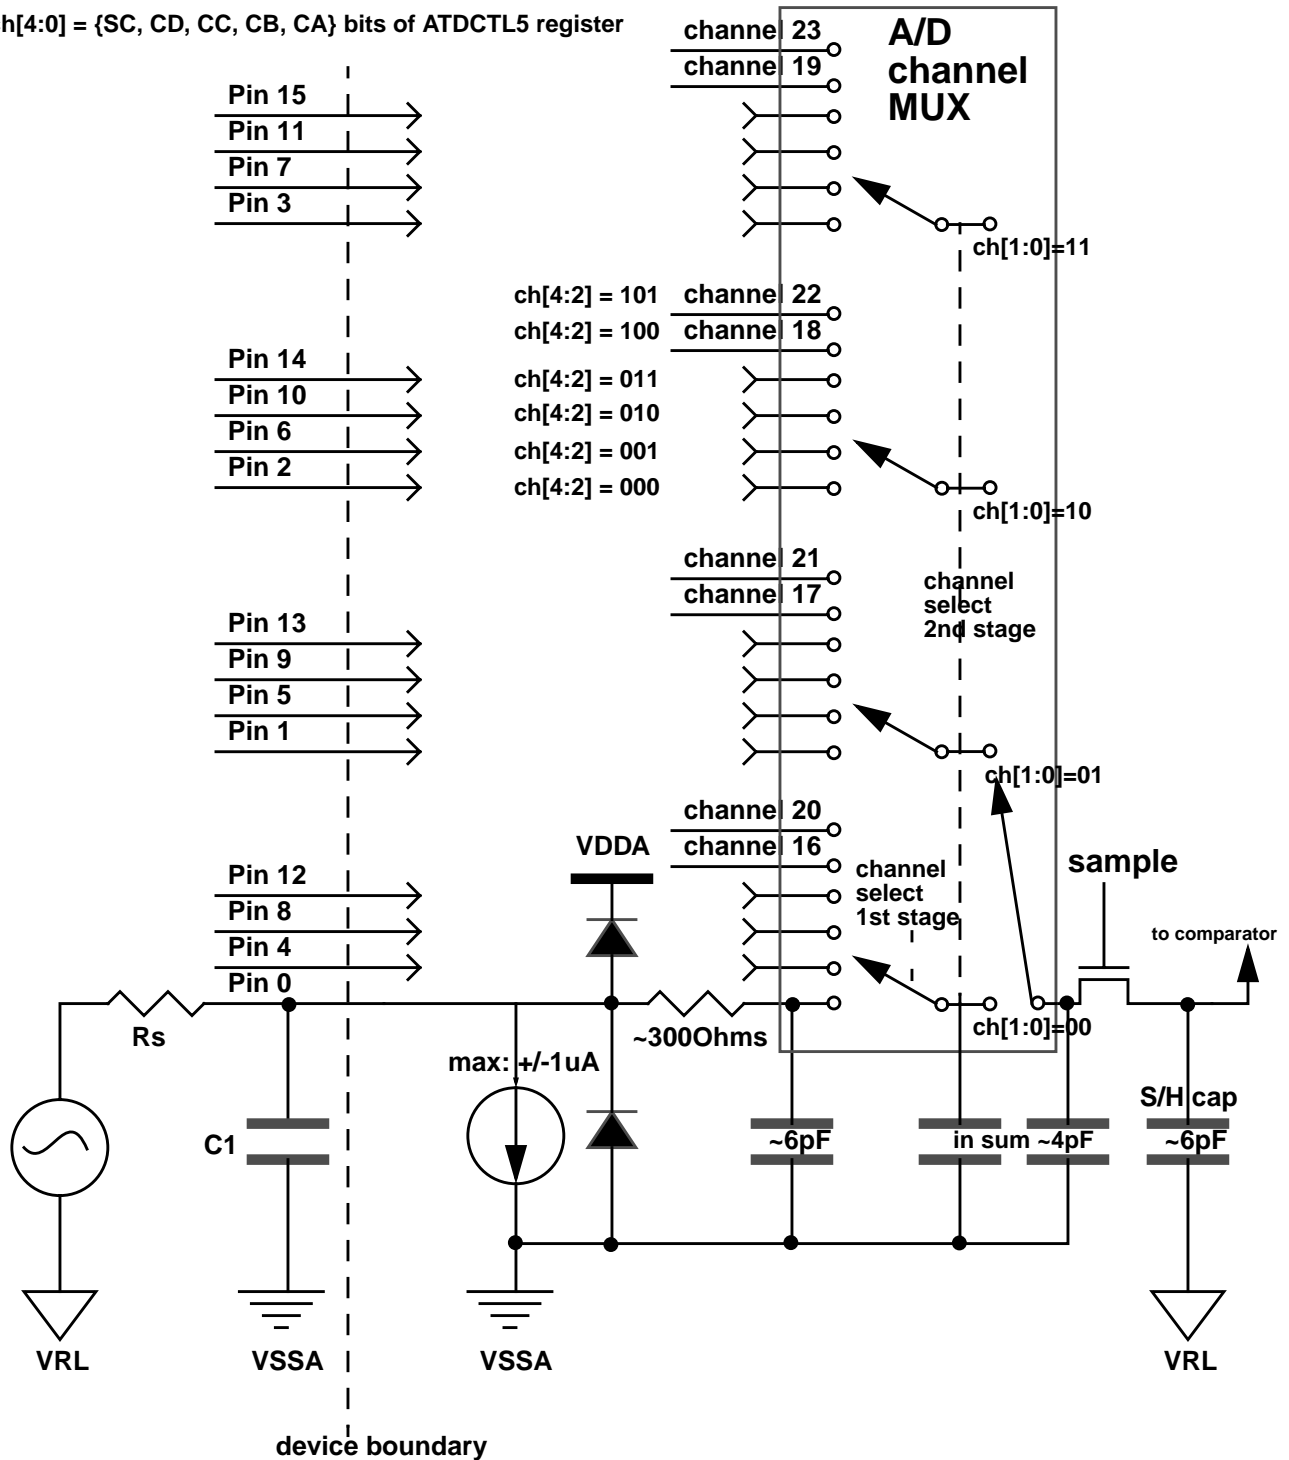 ch[4:0] = {SC, CD, CC, CB, CA} bits of ATDCTL5 register
channel 23
channel 19
A/D
channel
MUX
Pin 15
Pin 11
Pin 7
Pin 3
ch[1:0]=11
ch[4:2] = 101
channel 22
ch[4:2] = 100
channel 18
Pin 14
ch[4:2] = 011
Pin 10
ch[4:2] = 010
Pin 6
ch[4:2] = 001
Pin 2
ch[4:2] = 000
ch[1:0]=10
channel 21
channel 17
channel
select
2nd stage
Pin 13
Pin 9
Pin 5
Pin 1
ch[1:0]=01
channel 20
VDDA
channel 16
sample
channel
select
1st stage
Pin 12
Pin 8
Pin 4
Pin 0
to comparator
Rs
~300Ohms
ch[1:0]=00
max: +/-1uA
S/H cap
C1
~6pF
in sum ~4pF
~6pF
VRL
VSSA
VSSA
VRL
device boundary